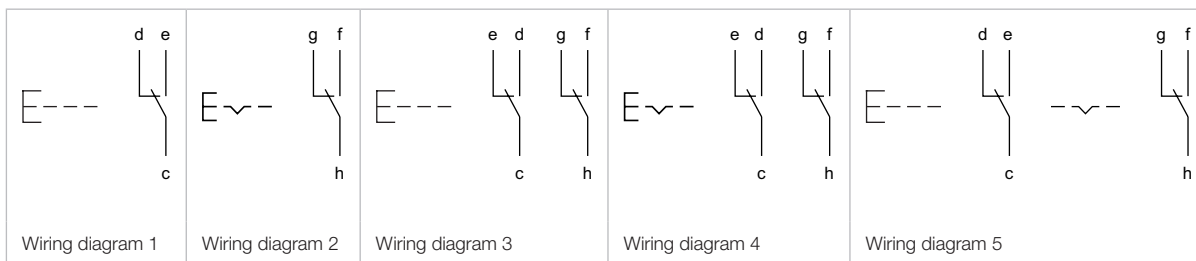 d e
g f
e d g f
e d g f
d e
g f
c
h
c h
c h
c
h
Wiring diagram 1
Wiring diagram 2
Wiring diagram 3
Wiring diagram 4
Wiring diagram 5